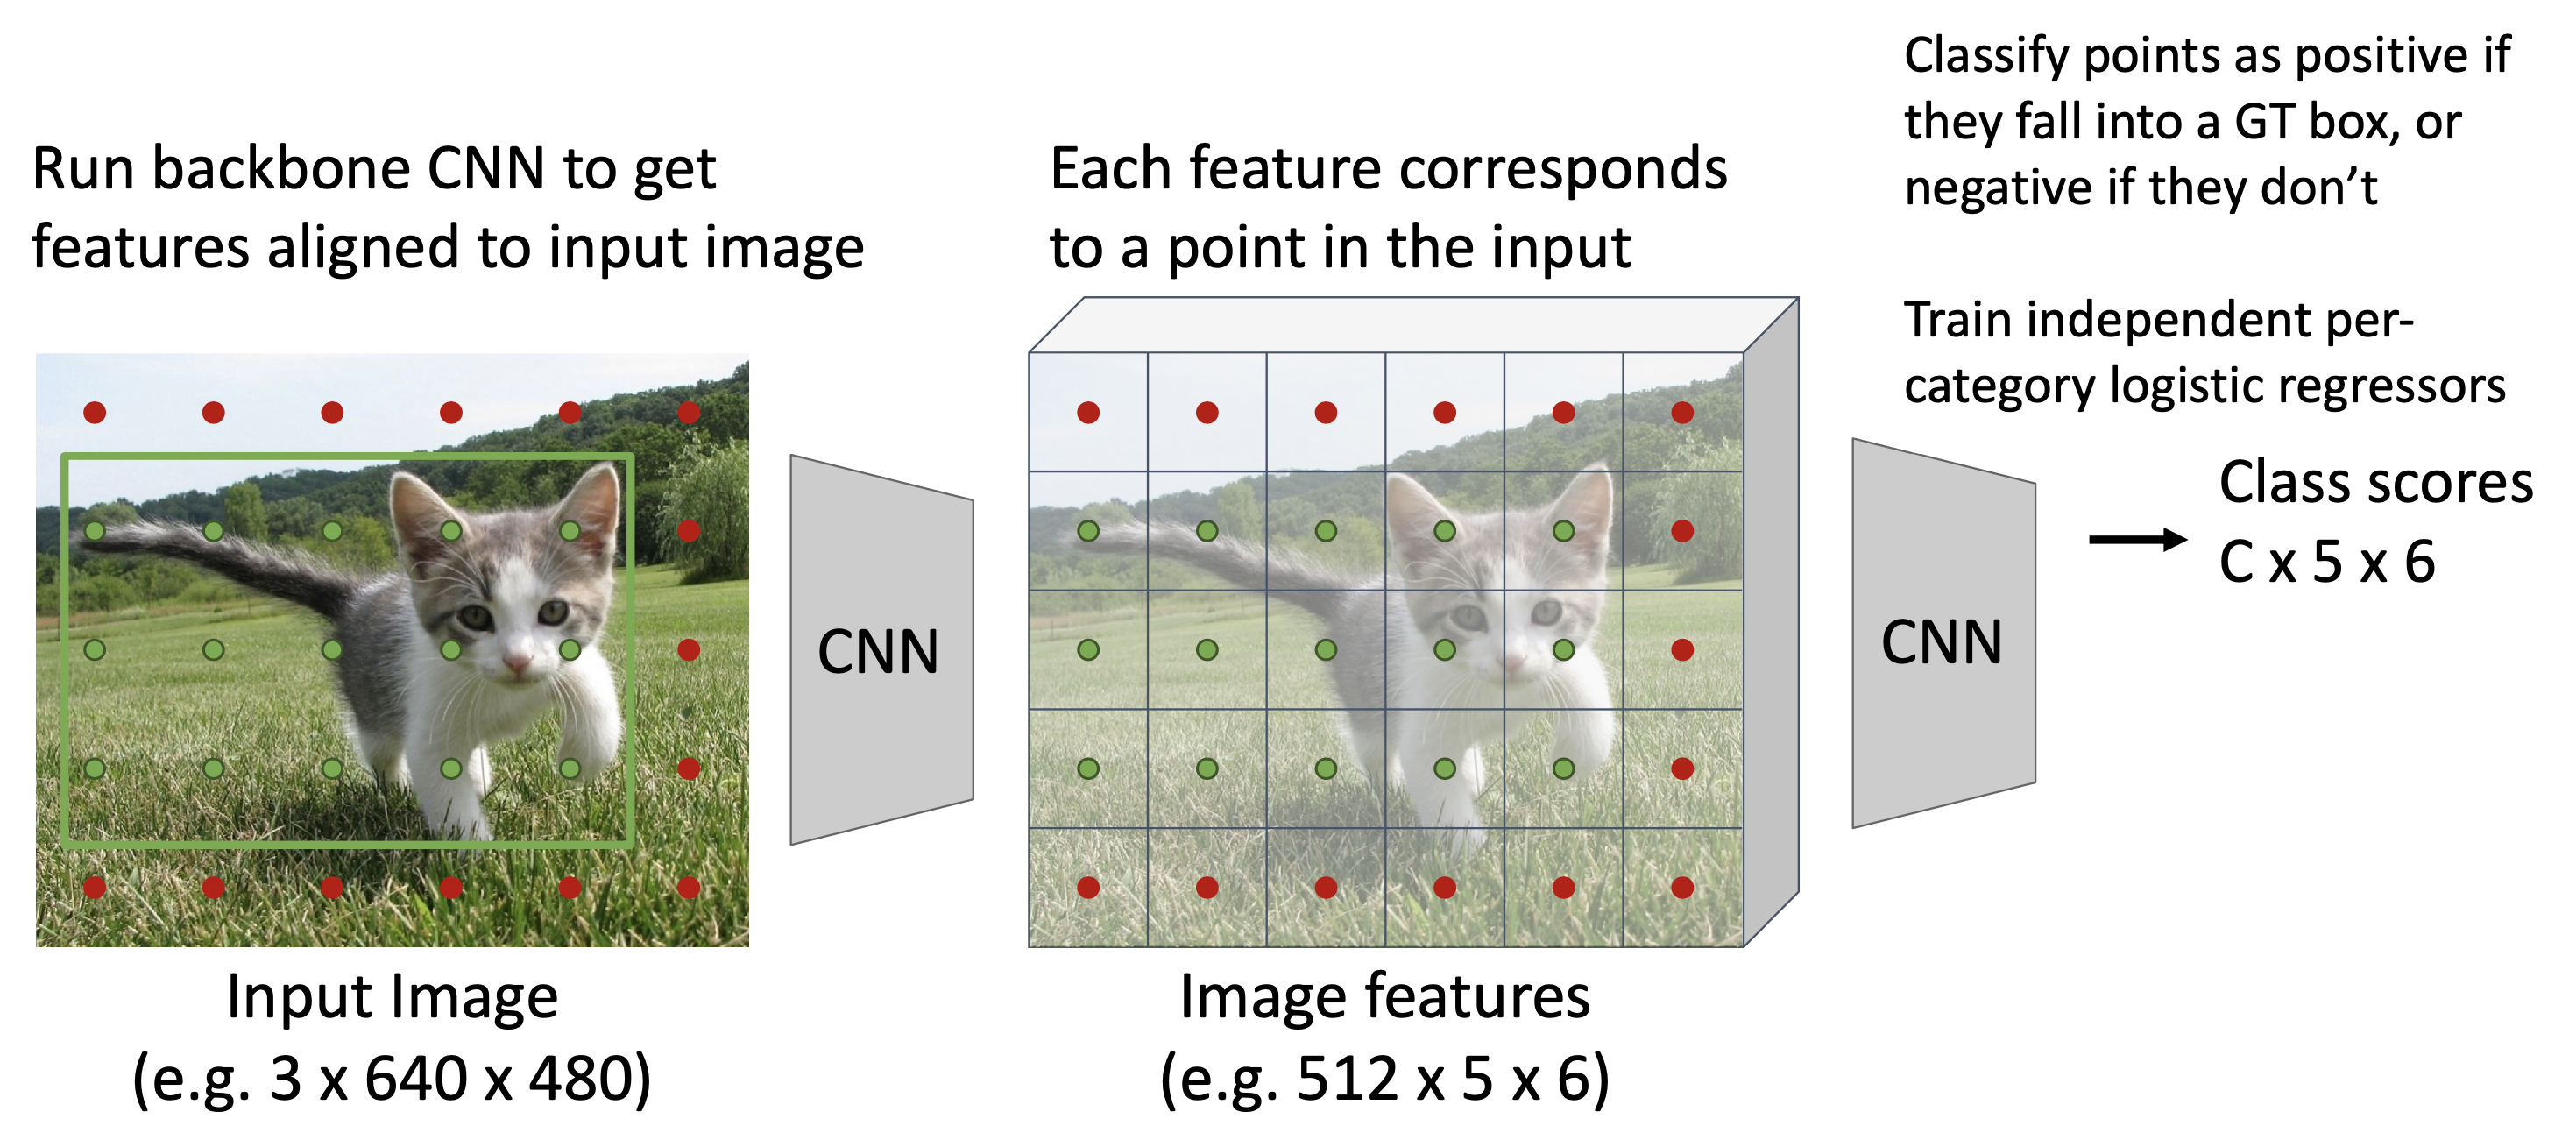 Run backbone CNN to get
features aligned to input image
Input Image
(e.g. 3 x 640 x 480)
CNN
Each feature corresponds
to a point in the input
Image features
(e.g. 512 x 5 x 6)
Classify points as positive if
they fall into a GT box, or
negative if they don’t
Train independent per-
category logistic regressors
CNN
Class scores
C x 5 x 6